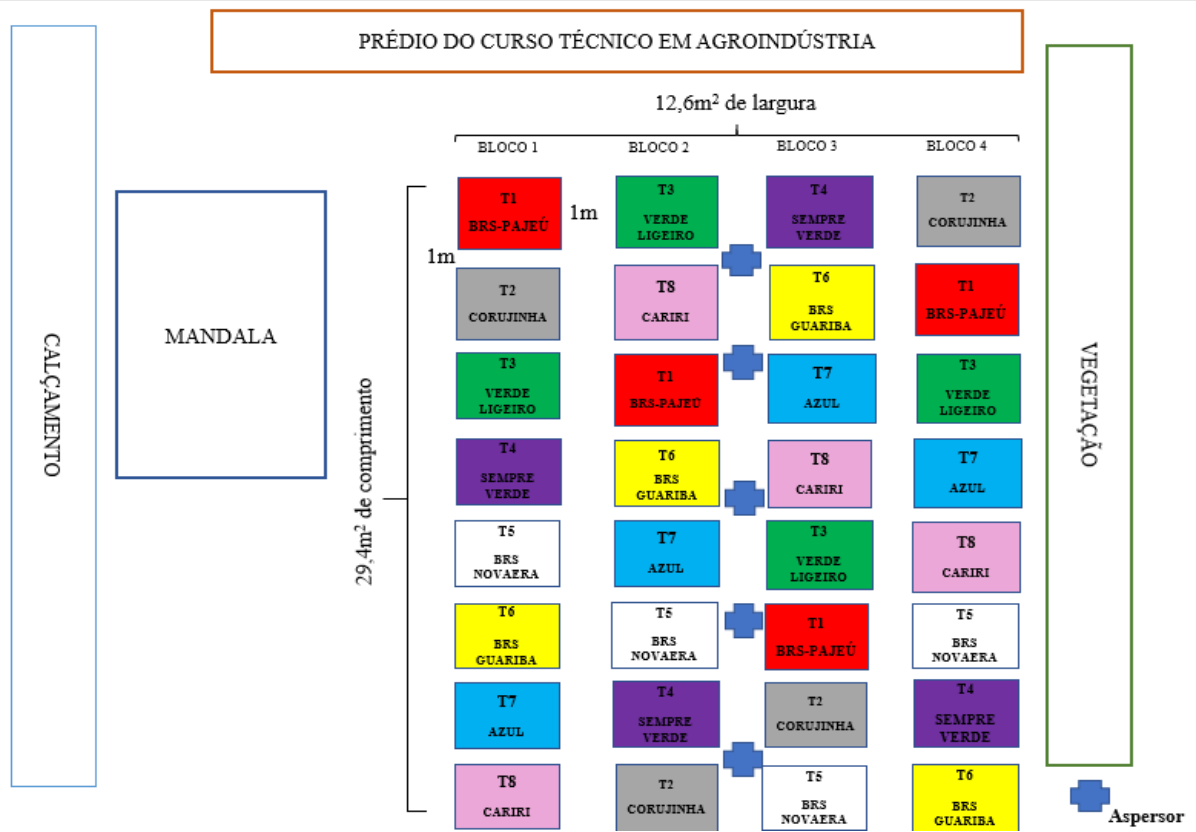 PRÉDIO DO CURSO TÉCNICO EM AGROINDÚSTRIA
12,6m² de largura
BLOCO 1
BLOCO 2
BLOCO 3
BLOCO 4
CALÇAMENTO
MANDALA
29,4m² de comprimento
1m
1m
T1
BRS-PAJEÚ
T3
VERDE
LIGEIRO
T4
SEMPRE
VERDE
T2
CORUJINHA
T2
CORUJINHA
T8
CARIRI
T6
BRS
GUARIBA
T1
BRS-PAJEÚ
T3
VERDE
LIGEIRO
T1
BRS-PAJEÚ
T7
AZUL
T3
VERDE
LIGEIRO
T4
SEMPRE
VERDE
T6
BRS
GUARIBA
T8
CARIRI
T7
AZUL
T5
BRS
NOVAERA
T7
AZUL
T3
VERDE
LIGEIRO
T8
CARIRI
T6
BRS
GUARIBA
T5
BRS
NOVAERA
T1
BRS-PAJEÚ
T5
BRS
NOVAERA
T7
AZUL
T4
SEMPRE
VERDE
T2
CORUJINHA
T4
SEMPRE
VERDE
T8
CARIRI
T2
CORUJINHA
T5
BRS
NOVAERA
T6
BRS
GUARIBA
VEGETAÇÃO
Aspersor